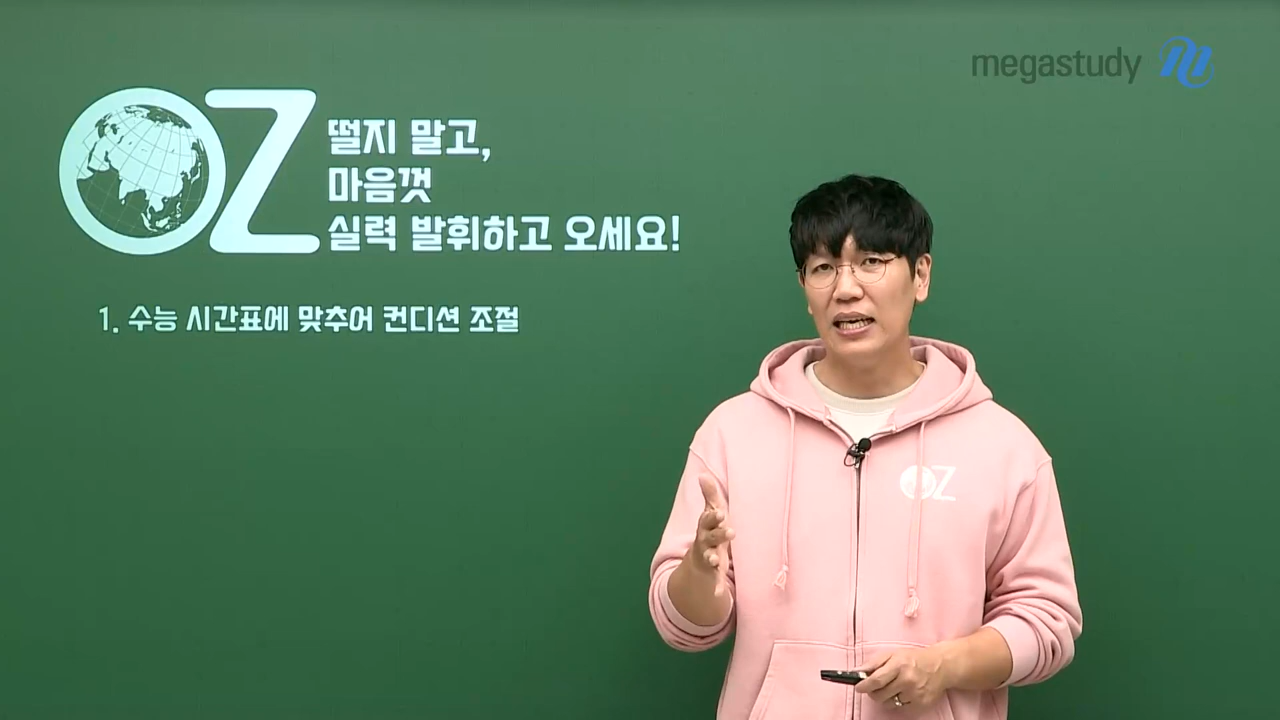 megastudy
OZ
떨지 말고,
마음껏
실력 발휘하고 오세요!
1. 수능 시간표에 맞추어 컨디션 조절
OZ